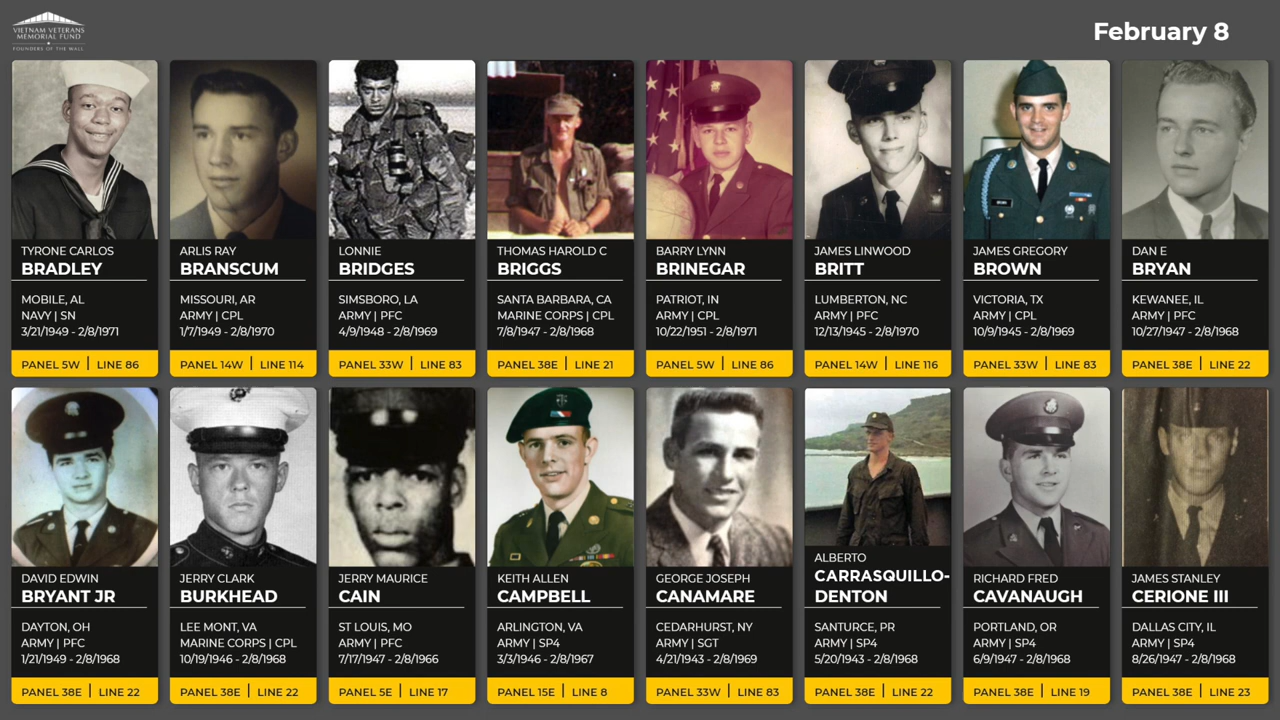 VIETNAM VETERANS
MEMORIAL FUND
FOUNDERS OF THE WALL
February 8
TYRONE CARLOS
BRADLEY
MOBILE, AL
NAVY | SN
3/21/1949 - 2/8/1971
PANEL 5W | LINE 86
ARLIS RAY
BRANSCUM
MISSOURI, AR
ARMY | CPL
1/7/1949 - 2/8/1970
PANEL 14W | LINE 114
LONNIE
BRIDGES
SIMSBORO, LA
ARMY | PFC
4/9/1948 - 2/8/1969
PANEL 33W | LINE 83
THOMAS HAROLD C
BRIGGS
SANTA BARBARA, CA
MARINE CORPS | CPL
7/8/1947 - 2/8/1968
PANEL 38E | LINE 21
BARRY LYNN
BRINEGAR
PATRIOT, IN
ARMY | PFC
10/22/1951 - 2/8/1971
PANEL 5W | LINE 86
JAMES LINWOOD
BRITT
LUMBERTON, NC
ARMY | PFC
12/13/1945 - 2/8/1970
PANEL 14W | LINE 116
JAMES GREGORY
BROWN
VICTORIA, TX
ARMY | CPL
10/9/1945 - 2/8/1969
PANEL 33W | LINE 83
DAN E
BRYAN
KEWANEE, IL
ARMY | PFC
10/27/1947 - 2/8/1968
PANEL 38E | LINE 22
DAVID EDWIN
BRYANT JR
DAYTON, OH
ARMY | PFC
1/21/1949 - 2/8/1968
PANEL 38E | LINE 22
JERRY CLARK
BURKHEAD
LEE MONT, VA
MARINE CORPS | CPL
10/19/1946 - 2/8/1968
PANEL 38E | LINE 22
JERRY MAURICE
CAIN
ST LOUIS, MO
ARMY | PFC
7/17/1947 - 2/8/1966
PANEL 5E | LINE 17
KEITH ALLEN
CAMPBELL
ARLINGTON, VA
ARMY | SP4
3/3/1946 - 2/8/1967
PANEL 15E | LINE 8
GEORGE JOSEPH
CANAMARE
CEDARHURST, NY
ARMY | SGT
4/21/1943 - 2/8/1969
PANEL 33W | LINE 83
ALBERTO
CARRASQUILLO-
DENTON
SANTURCE, PR
ARMY | SP4
5/20/1943 - 2/8/1968
PANEL 38E | LINE 22
RICHARD FRED
CAVANAUGH
PORTLAND, OR
ARMY | SP4
6/9/1947 - 2/8/1968
PANEL 38E | LINE 19
JAMES STANLEY
CERIONE III
DALLAS CITY, IL
ARMY | SP4
8/26/1947 - 2/8/1968
PANEL 38E | LINE 23